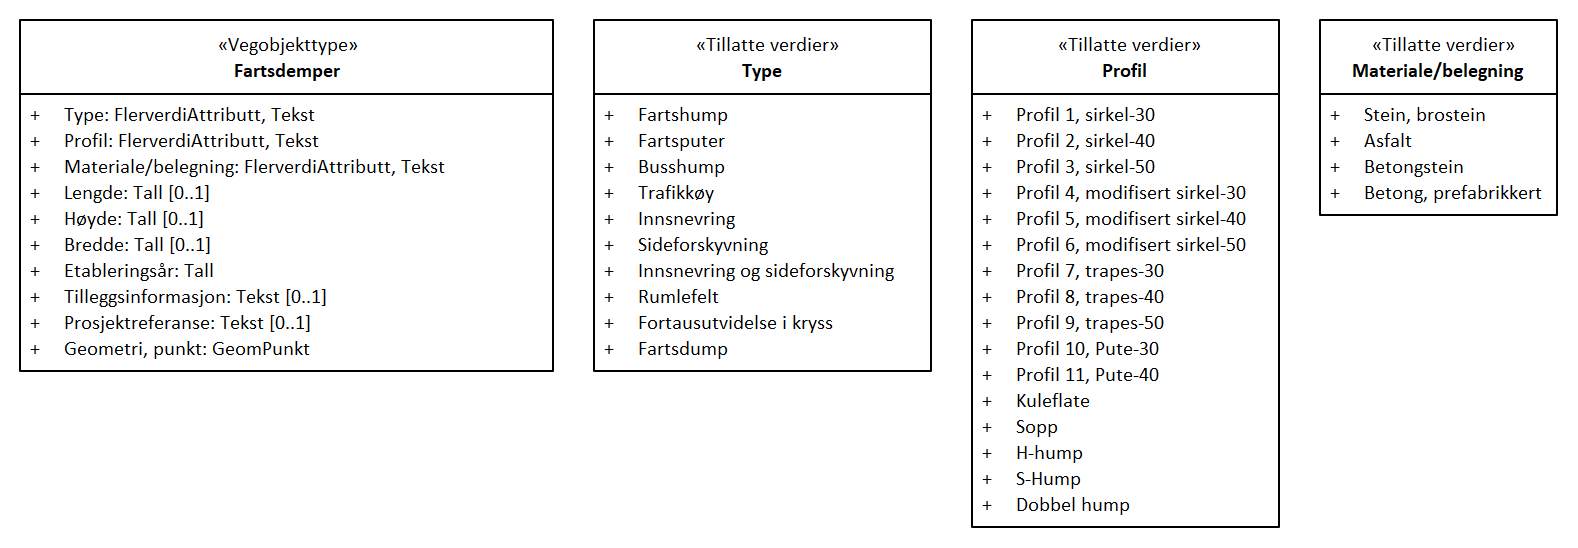 «Vegobjekttype»
Fartsdemper
+ Type: FlerverdiAttributt, Tekst
+ Profil: FlerverdiAttributt, Tekst
+ Materiale/belegning: FlerverdiAttributt, Tekst
+ Lengde: Tall [0..1]
+ Høyde: Tall [0..1]
+ Bredde: Tall [0..1]
+ Etableringsår: Tall
+ Tilleggsinformasjon: Tekst [0..1]
+ Prosjektreferanse: Tekst [0..1]
+ Geometri, punkt: GeomPunkt
«Tillatte verdier»
Type
+ Fartshump
+ Fartsputer
+ Busshump
+ Trafikkøy
+ Innsnevring
+ Sideforskyvning
+ Innsnevring og sideforskyvning
+ Rumlefelt
+ Fortausutvidelse i kryss
+ Fartsdump
«Tillatte verdier»
Profil
+ Profil 1, sirkel-30
+ Profil 2, sirkel-40
+ Profil 3, sirkel-50
+ Profil 4, modifisert sirkel-30
+ Profil 5, modifisert sirkel-40
+ Profil 6, modifisert sirkel-50
+ Profil 7, trapes-30
+ Profil 8, trapes-40
+ Profil 9, trapes-50
+ Profil 10, Pute-30
+ Profil 11, Pute-40
+ Kuleflate
+ Sopp
+ H-hump
+ S-Hump
+ Dobbel hump
«Tillatte verdier»
Materiale/belegning
+ Stein, brostein
+ Asfalt
+ Betongstein
+ Betong, prefabrikkert